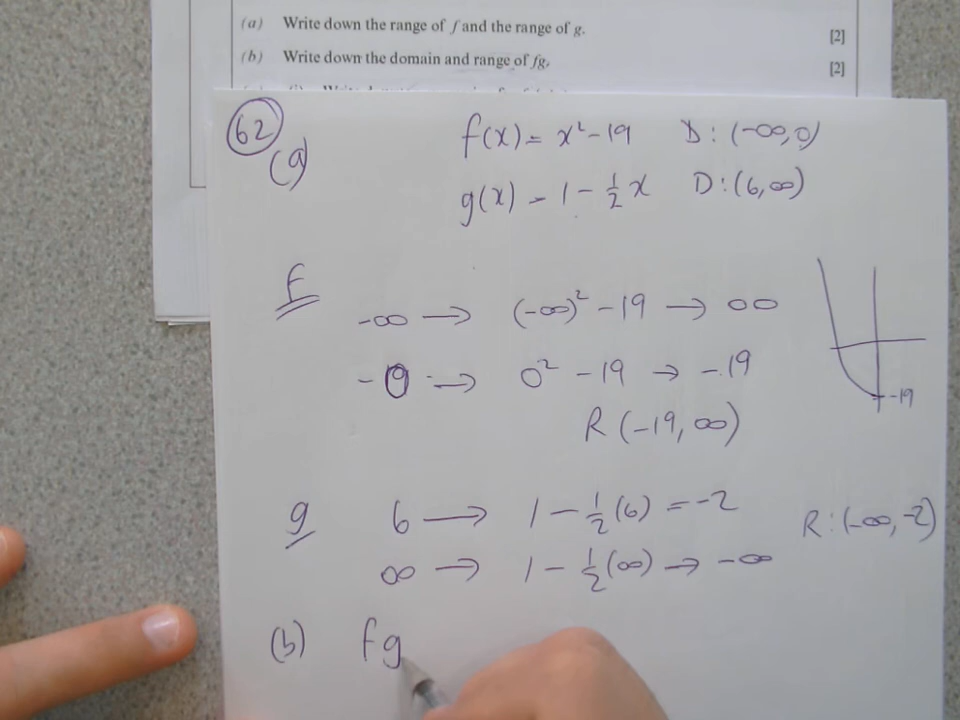 (a) Write down the range of f and the range of g. [2]
(b) Write down the domain and range of fg. [2]
62
(a) f(x) = x² - 19 D: (-∞, 0)
g(x) = 1 - 1/2 x D: (6, ∞)
f
-∞ → (-∞)² - 19 → ∞
- 0 → 0² - 19 → -19
-19
R (-19, ∞)
g 6 → 1 - 1/2 (6) = -2 R: (-∞, -2)
∞ → 1 - 1/2 (∞) → -∞
(b) fg